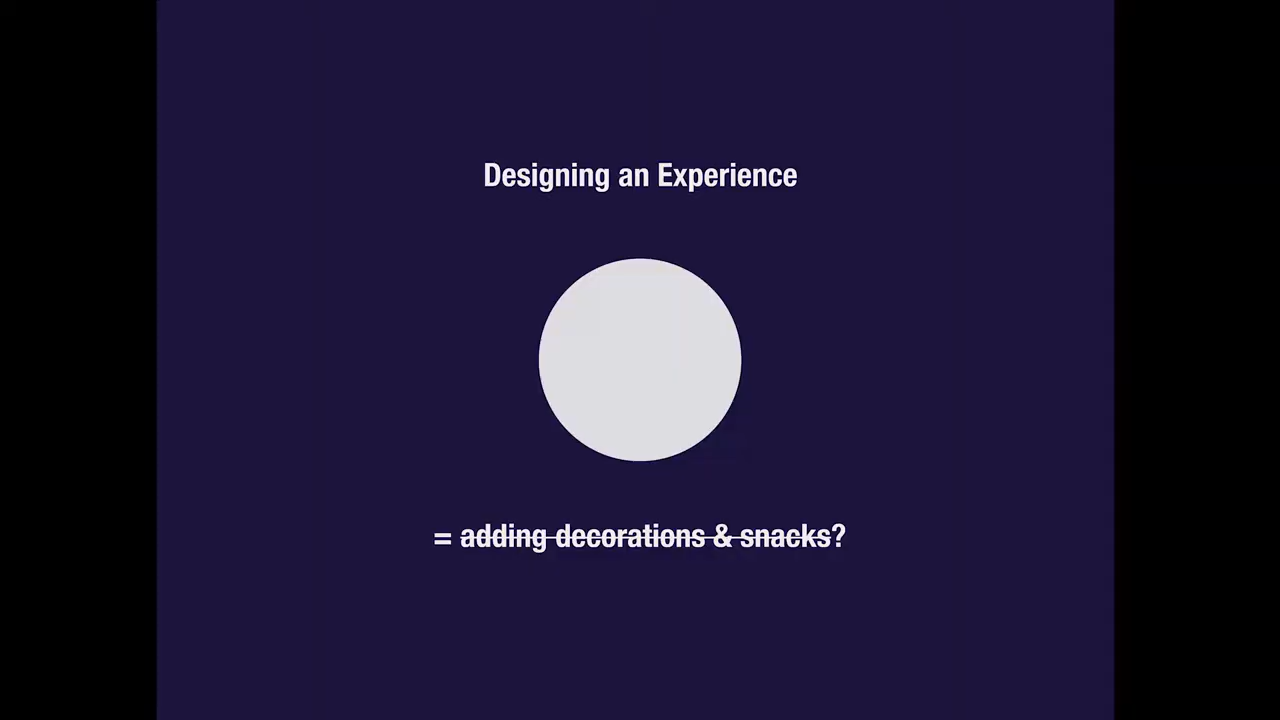 Designing an Experience
= adding decorations & snacks?